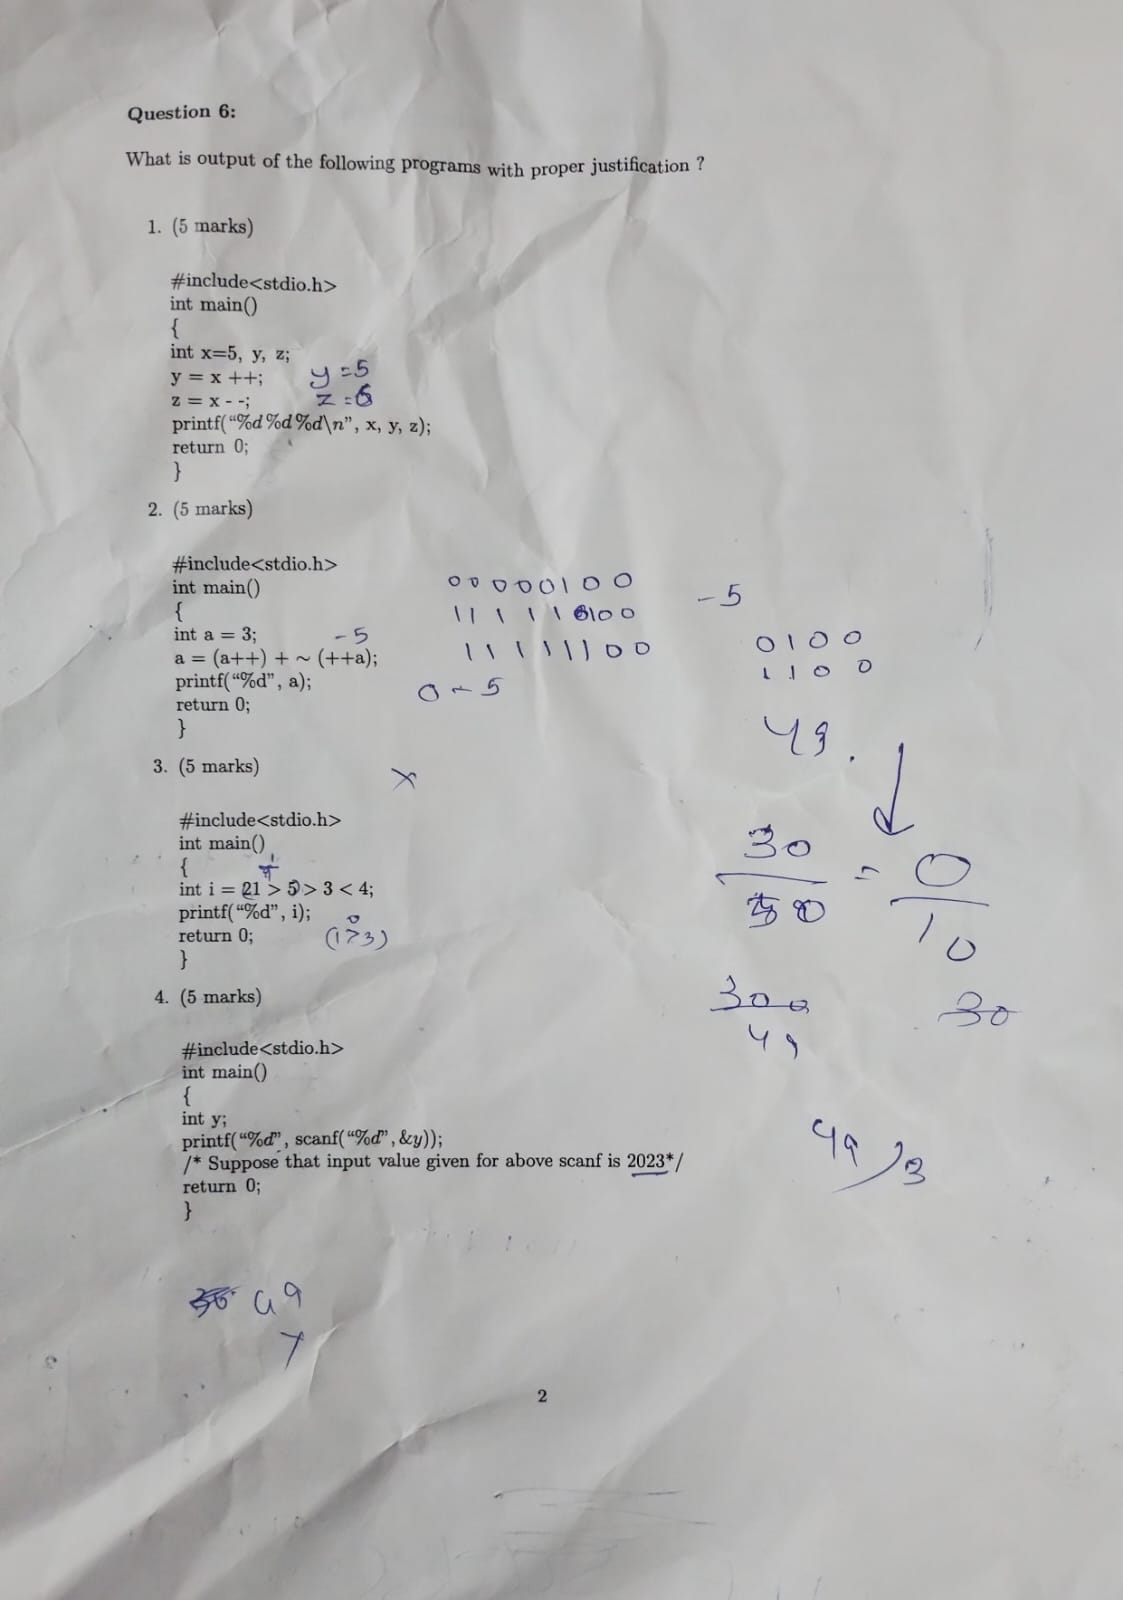 Question 6:
What is output of the following programs with proper justification ?
1. (5 marks)
#include<stdio.h>
int main()
{
int x=5, y, z;
y = x ++; y =5
z = x - -; z =6
printf("%d %d %d\n", x, y, z);
return 0;
}
2. (5 marks)
#include<stdio.h>
int main()
{
int a = 3;
a = (a++) + ~ (++a);
printf("%d", a);
return 0;
}
00000100
11111100
-5
-5
0 - 5
0100
1100
49.
3. (5 marks)
x
#include<stdio.h>
int main()
{
int i = 21 > 5 > 3 < 4;
printf("%d", i);
return 0;
}
0
(1>3)
30
= 0
10
300
49
30
4. (5 marks)
#include<stdio.h>
int main()
{
int y;
printf("%d", scanf("%d", &y));
/* Suppose that input value given for above scanf is 2023*/
return 0;
}
49/3
49
2